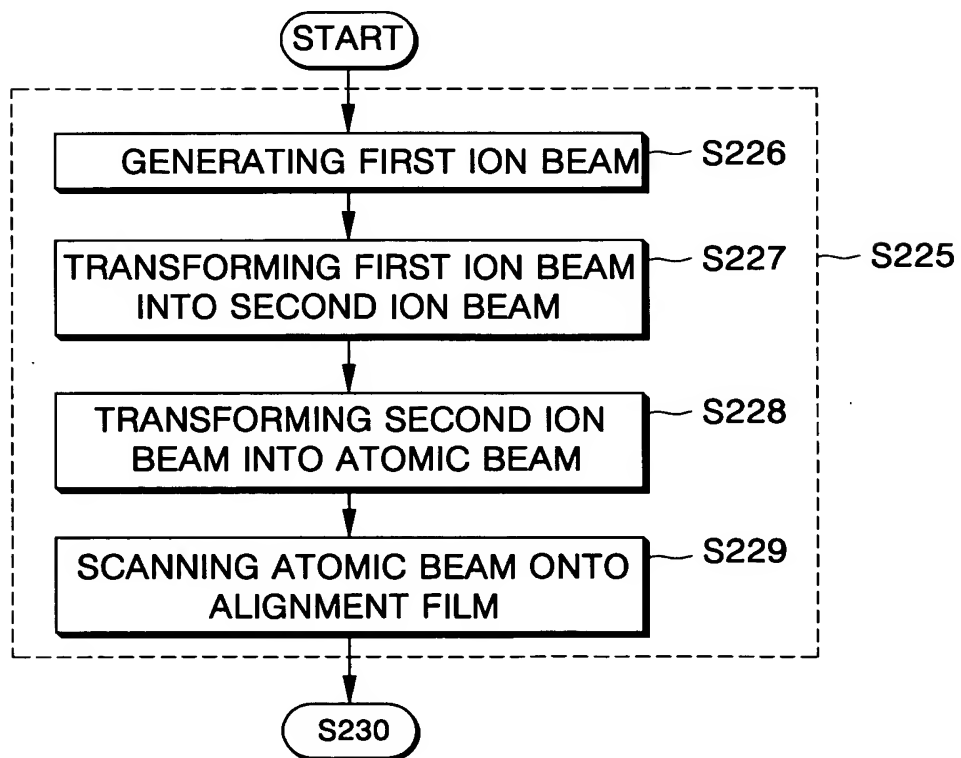 START
GENERATING FIRST ION BEAM
S226
TRANSFORMING FIRST ION BEAM
INTO SECOND ION BEAM
S227
S225
TRANSFORMING SECOND ION
BEAM INTO ATOMIC BEAM
S228
SCANNING ATOMIC BEAM ONTO
ALIGNMENT FILM
S229
S230